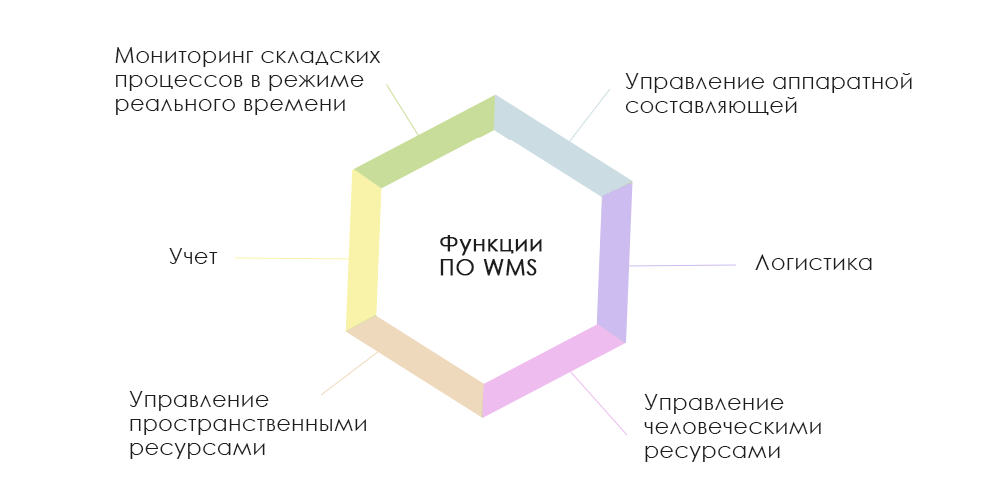 Мониторинг складских
процессов в режиме
реального времени
Управление аппаратной
составляющей
Учет
Функции
ПО WMS
Логистика
Управление
пространственными
ресурсами
Управление
человеческими
ресурсами